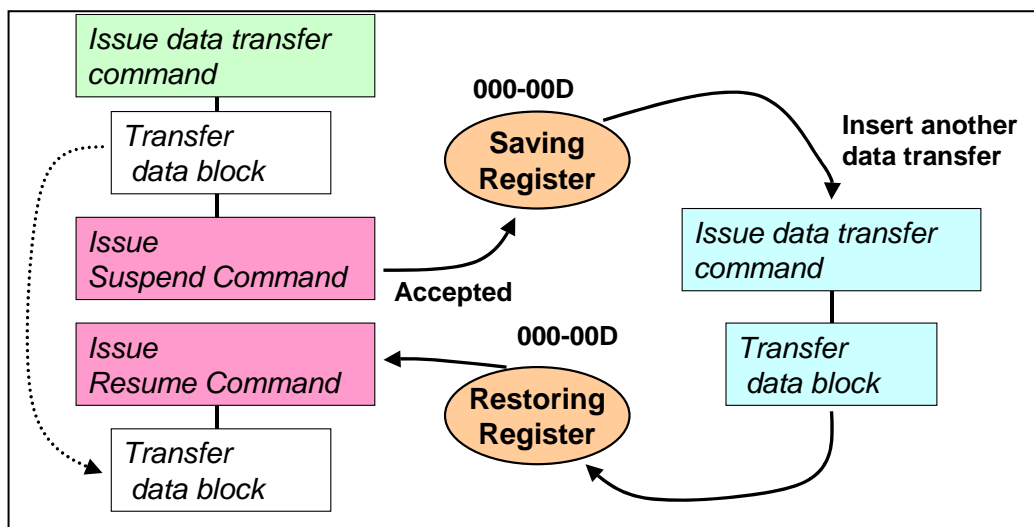 Issue data transfer
command
Transfer
data block
Issue
Suspend Command
Accepted
000-00D
Saving
Register
Insert another
data transfer
Issue data transfer
command
Transfer
data block
000-00D
Restoring
Register
Issue
Resume Command
Transfer
data block